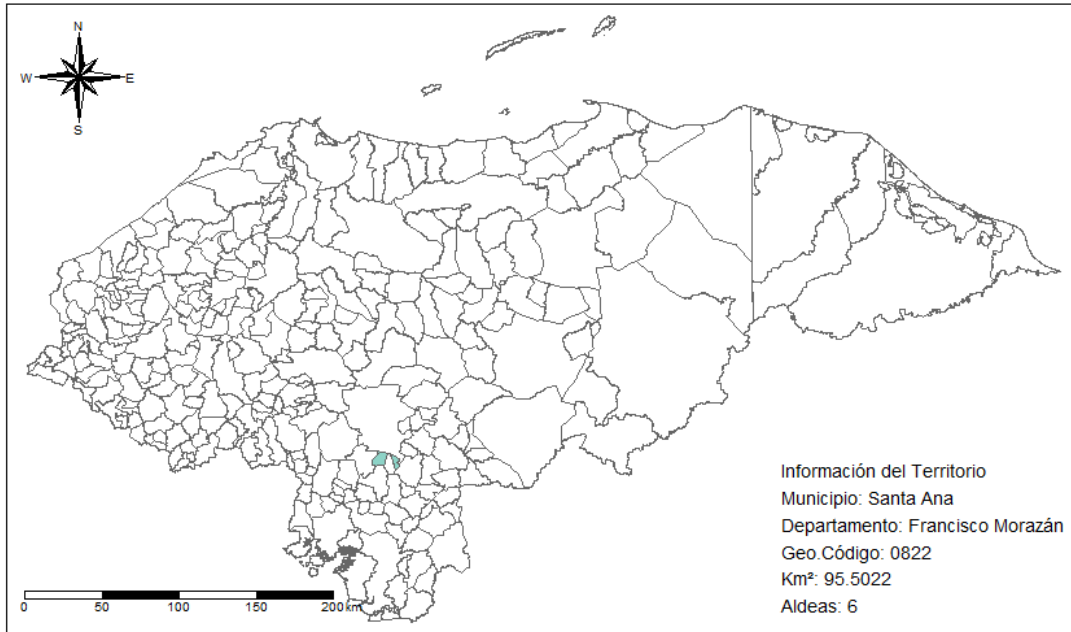 N
W E
S
Información del Territorio
Municipio: Santa Ana
Departamento: Francisco Morazán
Geo.Código: 0822
Km²: 95.5022
Aldeas: 6
0 50 100 150 200 km